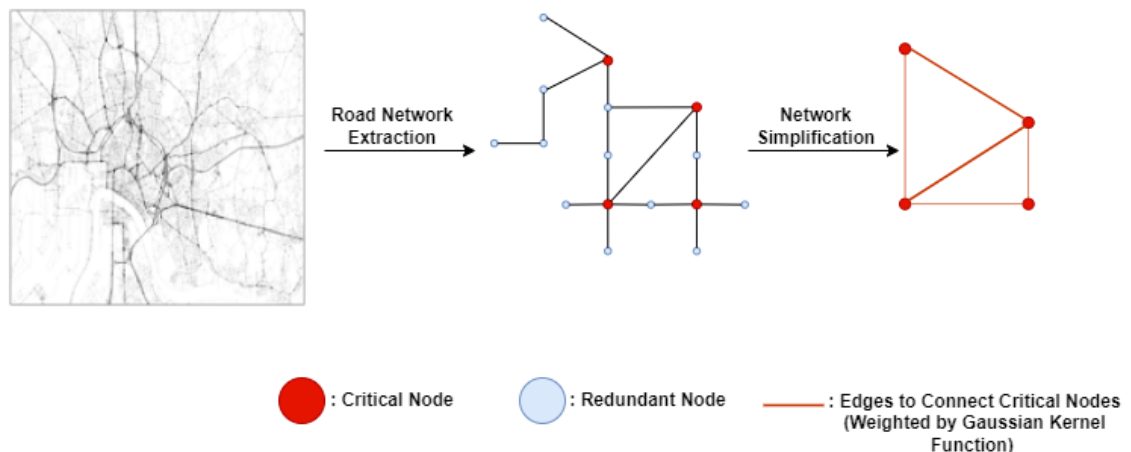 Road Network
Extraction
Network
Simplification
: Critical Node
: Redundant Node
: Edges to Connect Critical Nodes
(Weighted by Gaussian Kernel
Function)